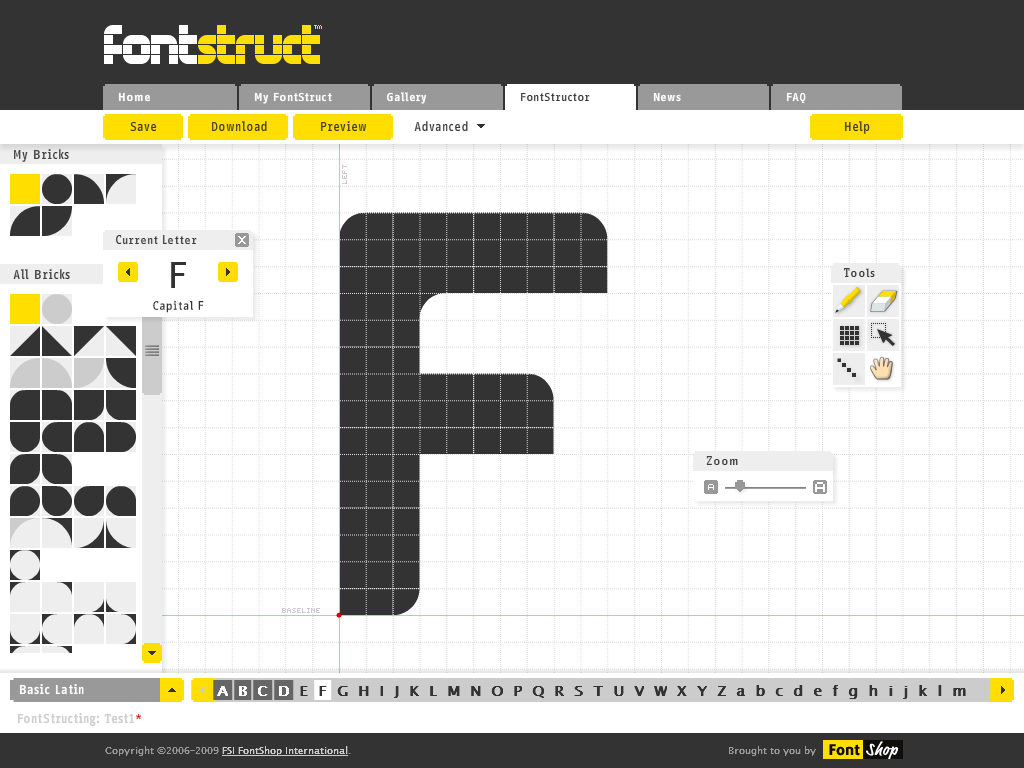 fontstruct™
Home My FontStruct Gallery FontStructor News FAQ
Save Download Preview Advanced Help
My Bricks
LEFT
Current Letter
F
Capital F
All Bricks
Tools
Zoom
A A
BASELINE
Basic Latin
A B C D E F G H I J K L M N O P Q R S T U V W X Y Z a b c d e f g h i j k l m
FontStructing: Test1*
Copyright ©2006–2009 FSI FontShop International.
Brought to you by Font Shop